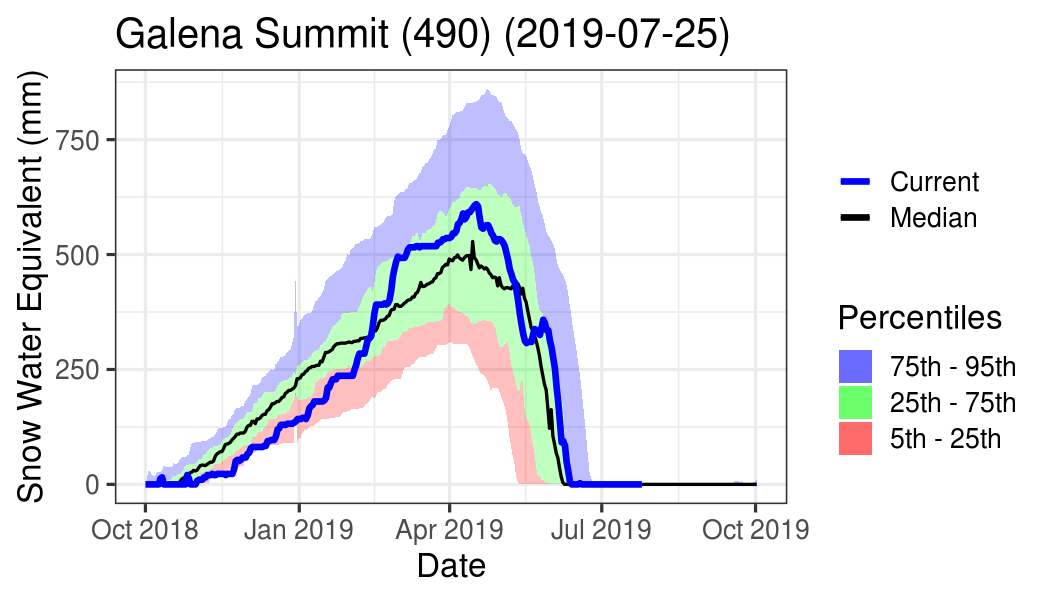 Galena Summit (490) (2019-07-25)
Snow Water Equivalent (mm)
750
500
250
0
Oct 2018 Jan 2019 Apr 2019 Jul 2019 Oct 2019
Date
Current
Median
Percentiles
75th - 95th
25th - 75th
5th - 25th